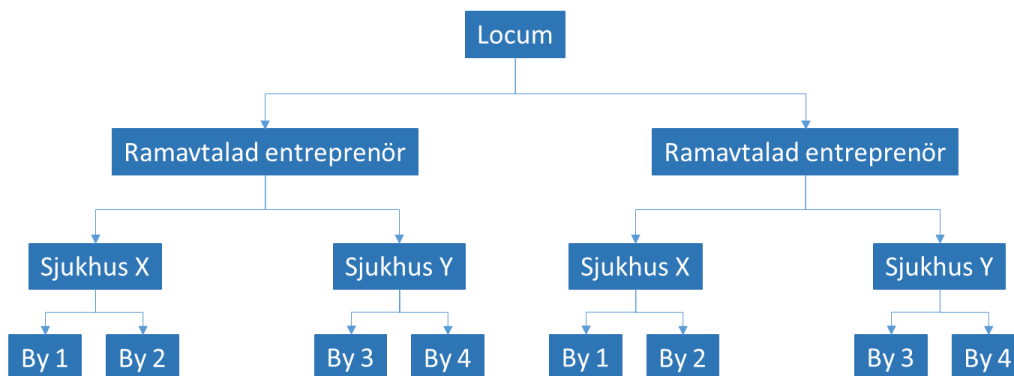 Locum
Ramavtalad entreprenör
Ramavtalad entreprenör
Sjukhus X
Sjukhus Y
Sjukhus X
Sjukhus Y
By 1
By 2
By 3
By 4
By 1
By 2
By 3
By 4